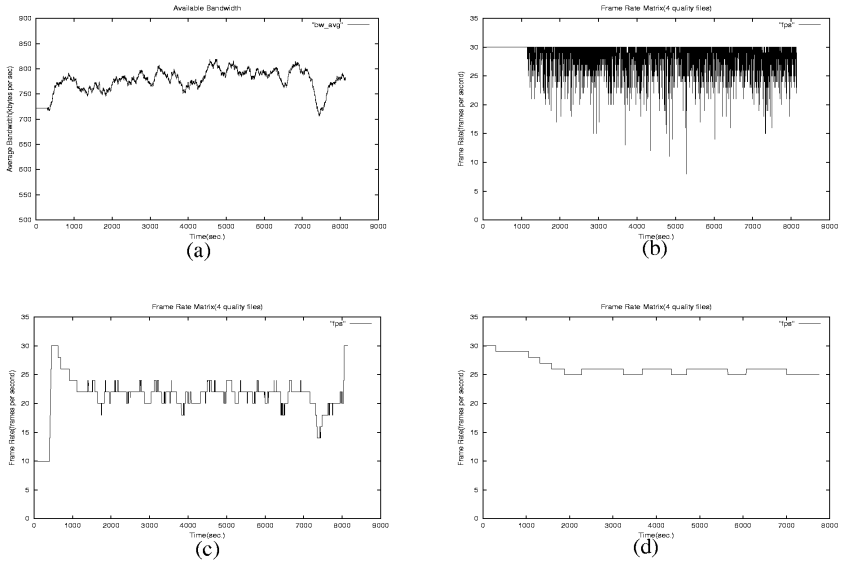 Available Bandwidth
"bw_avg"
Average Bandwidth(kbytes per sec)
900
850
800
750
700
650
600
550
500
0 1000 2000 3000 4000 5000 6000 7000 8000 9000
Time(sec.)
(a)
Frame Rate Matrix(4 quality files)
"fps"
Frame Rate(frames per second)
35
30
25
20
15
10
5
0
0 1000 2000 3000 4000 5000 6000 7000 8000 9000
Time(sec.)
(b)
Frame Rate Matrix(4 quality files)
"fps"
Frame Rate(frames per second)
35
30
25
20
15
10
5
0
0 1000 2000 3000 4000 5000 6000 7000 8000 9000
Time(sec.)
(c)
Frame Rate Matrix(4 quality files)
"fps"
Frame Rate(frames per second)
35
30
25
20
15
10
5
0
0 1000 2000 3000 4000 5000 6000 7000 8000
Time(sec.)
(d)